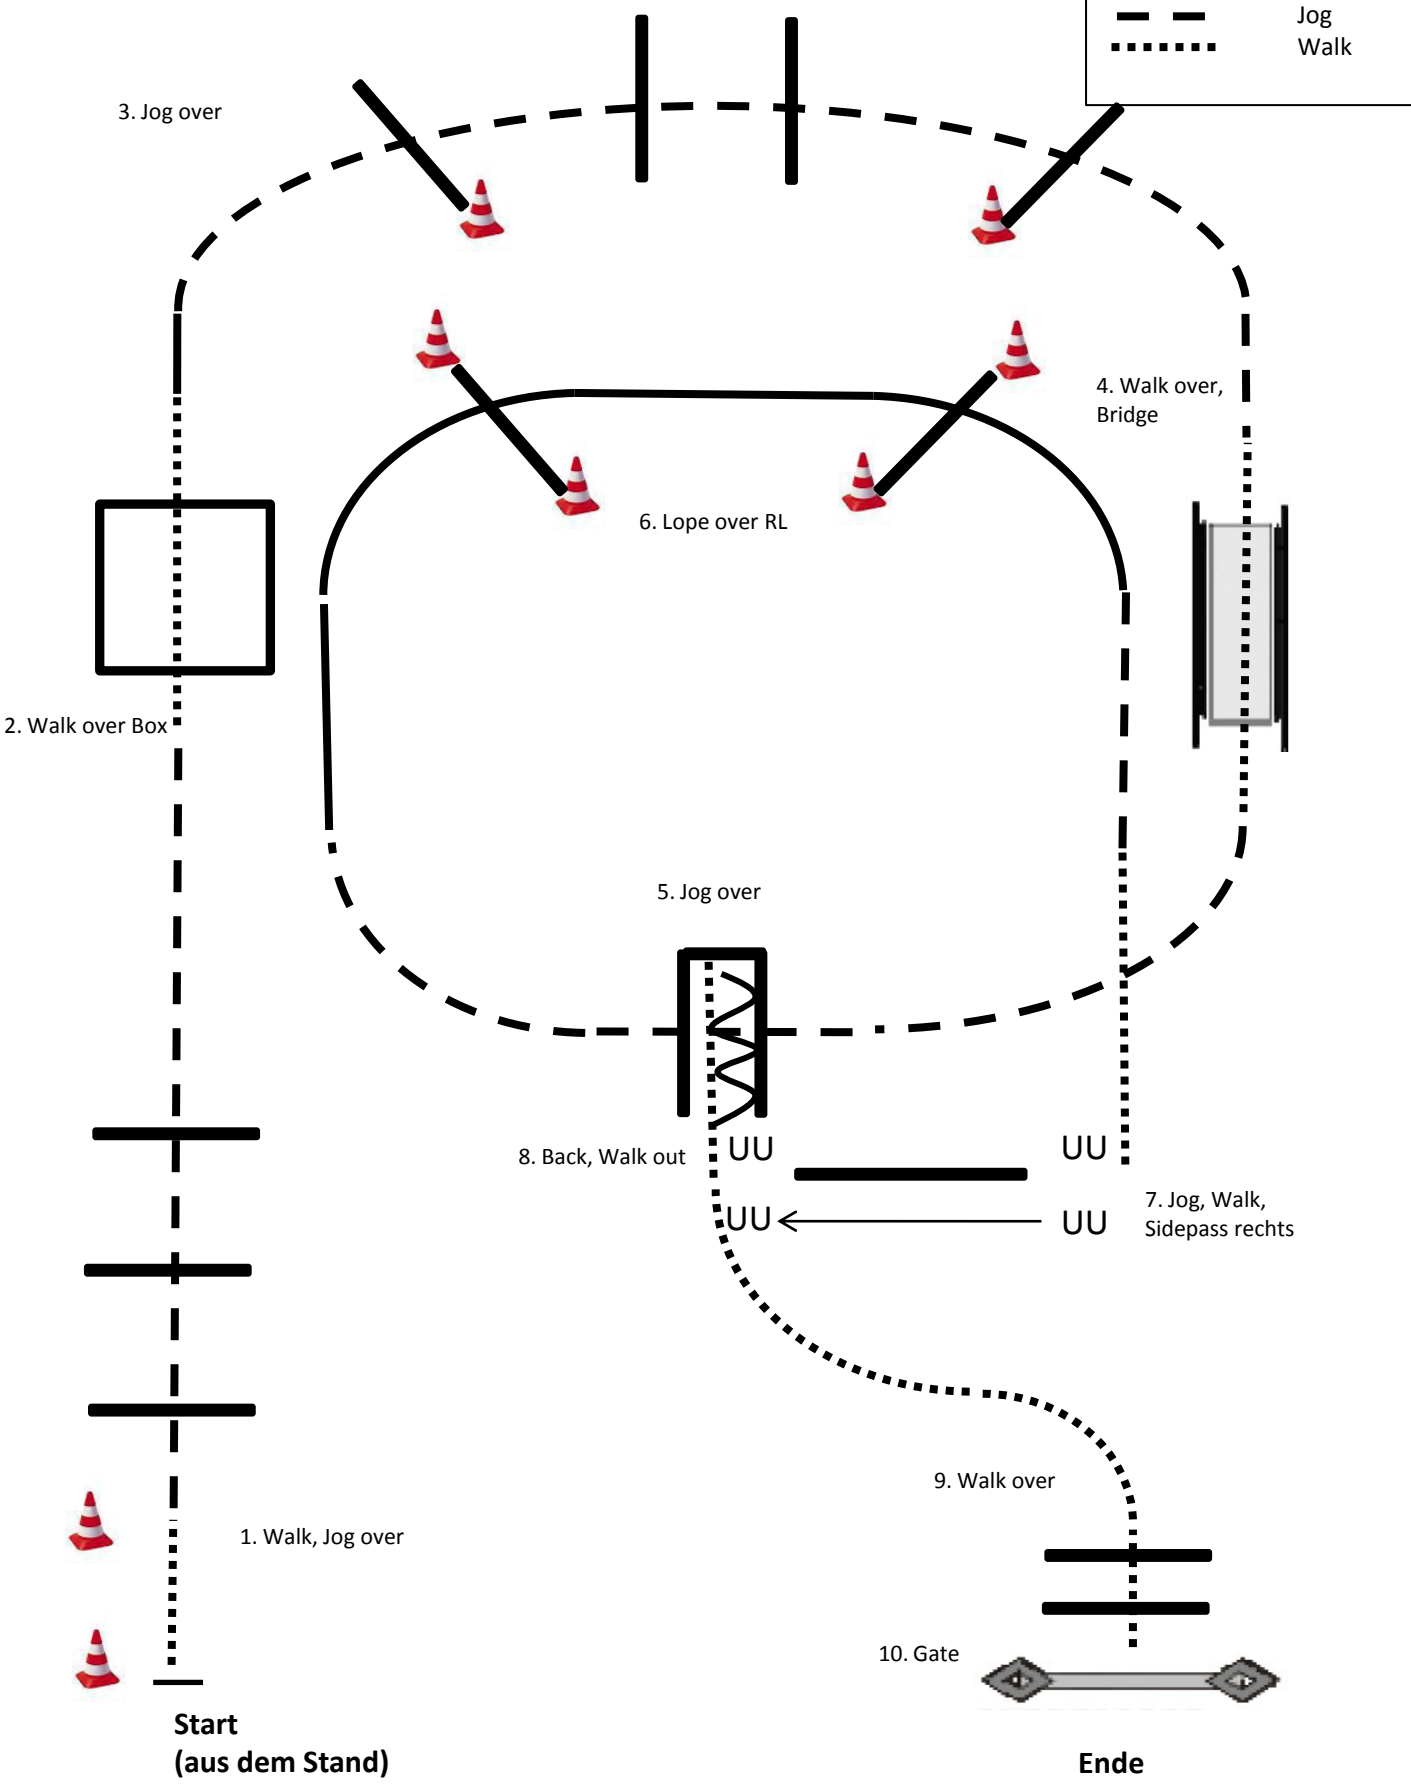 Jog
Walk
3. Jog over
4. Walk over,
Bridge
6. Lope over RL
2. Walk over Box
5. Jog over
8. Back, Walk out
UU
UU
7. Jog, Walk,
Sidepass rechts
UU
UU
9. Walk over
1. Walk, Jog over
10. Gate
Start
(aus dem Stand)
Ende